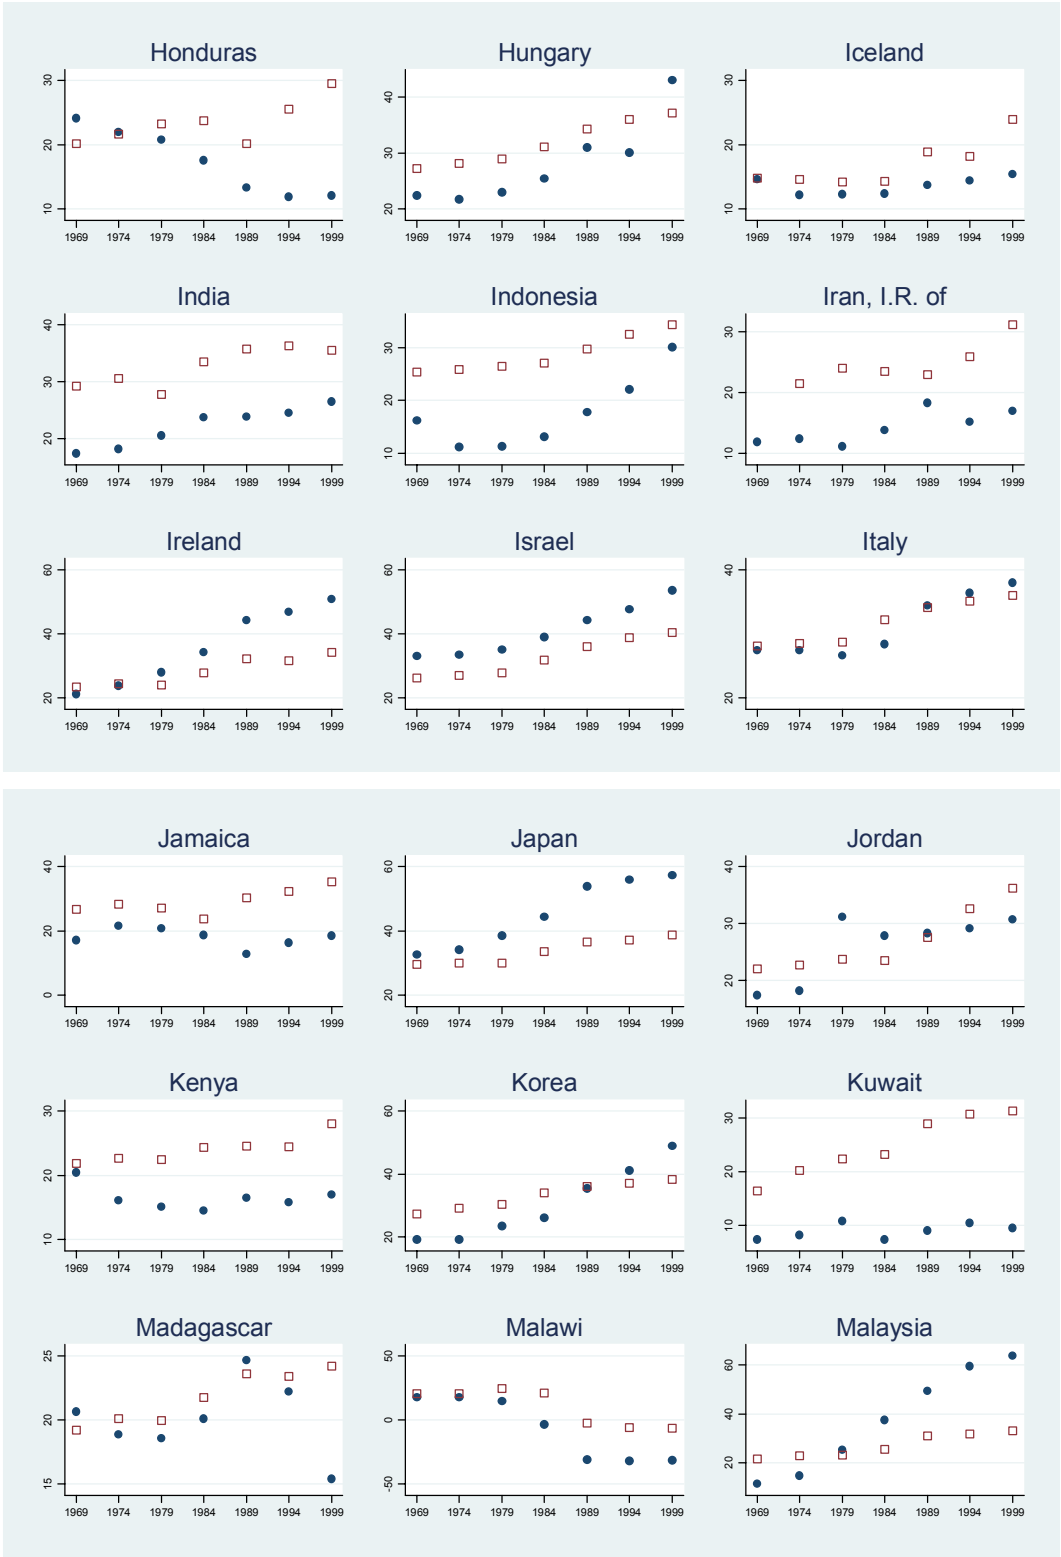 Honduras Hungary Iceland
30
20
10
1969 1974 1979 1984 1989 1994 1999
40
30
20
1969 1974 1979 1984 1989 1994 1999
30
20
10
1969 1974 1979 1984 1989 1994 1999
India Indonesia Iran, I.R. of
40
30
20
1969 1974 1979 1984 1989 1994 1999
30
20
10
1969 1974 1979 1984 1989 1994 1999
30
20
10
1969 1974 1979 1984 1989 1994 1999
Ireland Israel Italy
60
40
20
1969 1974 1979 1984 1989 1994 1999
60
40
20
1969 1974 1979 1984 1989 1994 1999
40
20
1969 1974 1979 1984 1989 1994 1999
Jamaica Japan Jordan
40
20
0
1969 1974 1979 1984 1989 1994 1999
60
40
20
1969 1974 1979 1984 1989 1994 1999
40
30
20
1969 1974 1979 1984 1989 1994 1999
Kenya Korea Kuwait
30
20
10
1969 1974 1979 1984 1989 1994 1999
60
40
20
1969 1974 1979 1984 1989 1994 1999
30
20
10
1969 1974 1979 1984 1989 1994 1999
Madagascar Malawi Malaysia
25
20
15
1969 1974 1979 1984 1989 1994 1999
50
0
-50
1969 1974 1979 1984 1989 1994 1999
60
40
20
1969 1974 1979 1984 1989 1994 1999